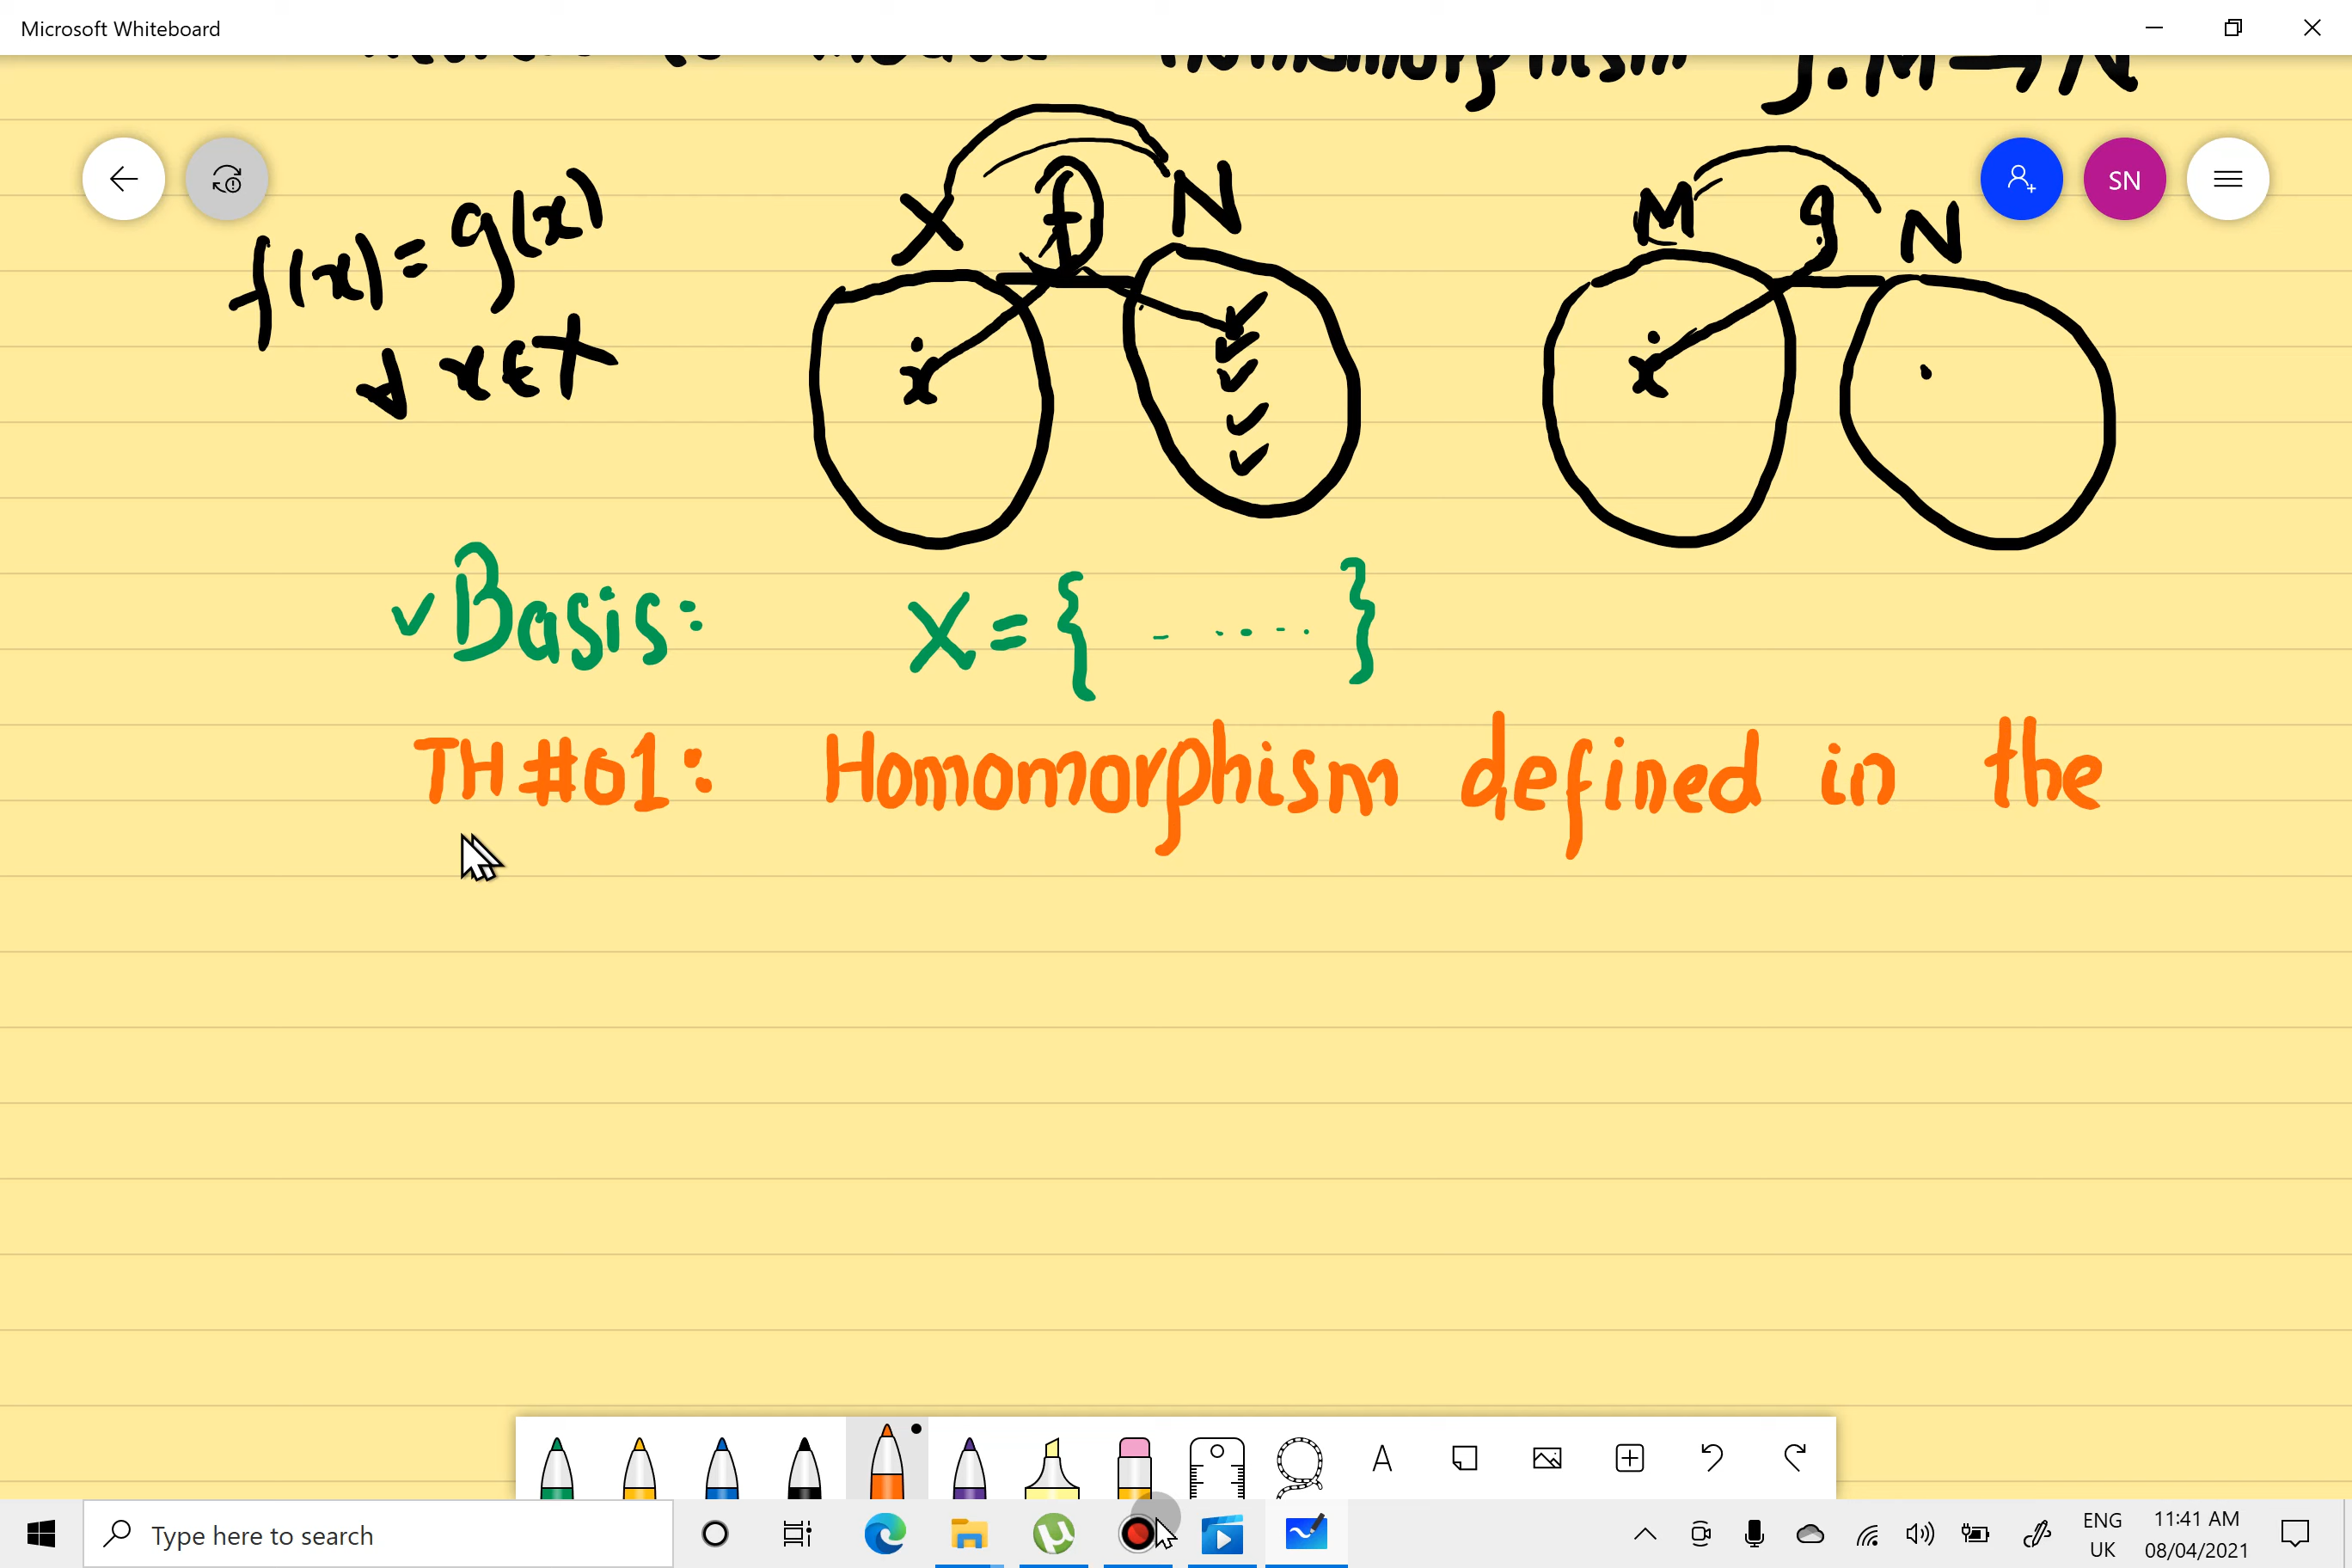 Microsoft Whiteboard
Homomorphism g: M → N
SN
f(x) = g(x)
∀ x ∈ X
X f N
M g N
x
x
✓Basis: X = { - .... }
TH #01: Homomorphism defined in the
A
Type here to search
ENG
UK
11:41 AM
08/04/2021